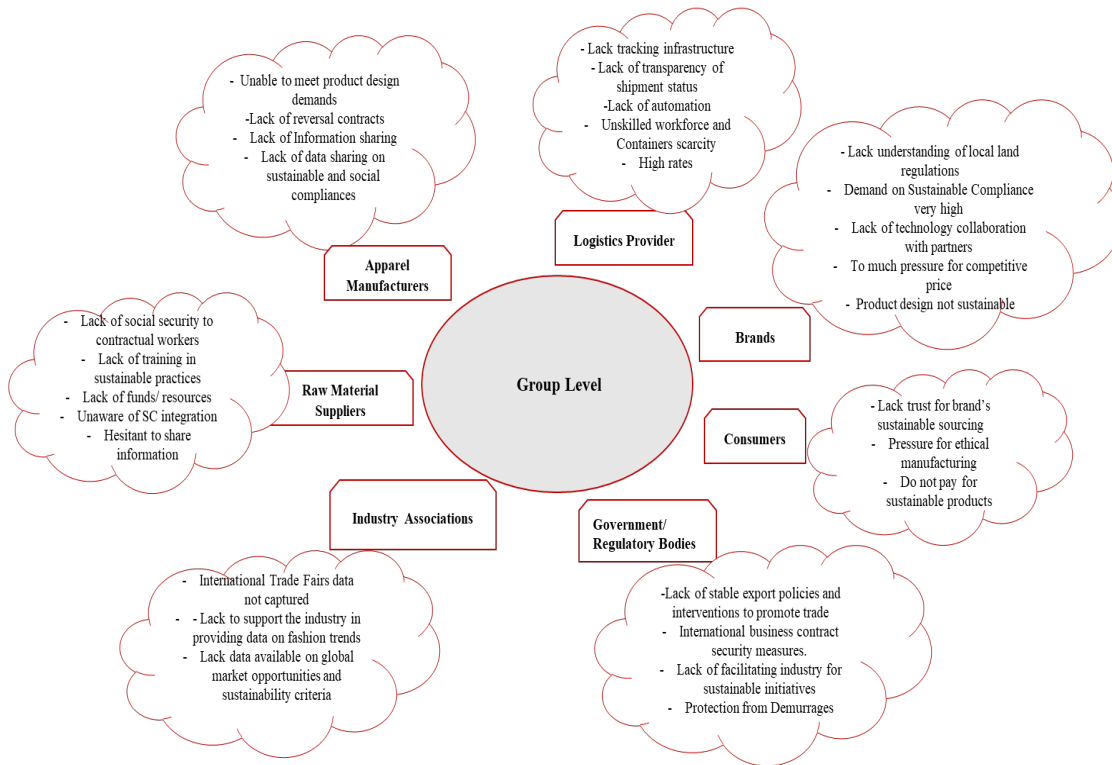 - Unable to meet product design
demands
-Lack of reversal contracts
- Lack of Information sharing
- Lack of data sharing on
sustainable and social
compliances
Apparel
Manufacturers
- Lack tracking infrastructure
- Lack of transparency of
shipment status
-Lack of automation
- Unskilled workforce and
Containers scarcity
- High rates
Logistics Provider
- Lack understanding of local land
regulations
- Demand on Sustainable Compliance
very high
- Lack of technology collaboration
with partners
- To much pressure for competitive
price
- Product design not sustainable
Brands
Group Level
- Lack of social security to
contractual workers
- Lack of training in
sustainable practices
- Lack of funds/ resources
- Unaware of SC integration
- Hesitant to share
information
Raw Material
Suppliers
Consumers
- Lack trust for brand's
sustainable sourcing
- Pressure for ethical
manufacturing
- Do not pay for
sustainable products
Industry Associations
- International Trade Fairs data
not captured
- - Lack to support the industry in
providing data on fashion trends
- Lack data available on global
market opportunities and
sustainability criteria
Government/
Regulatory Bodies
-Lack of stable export policies and
interventions to promote trade
- International business contract
security measures.
- Lack of facilitating industry for
sustainable initiatives
- Protection from Demurrages